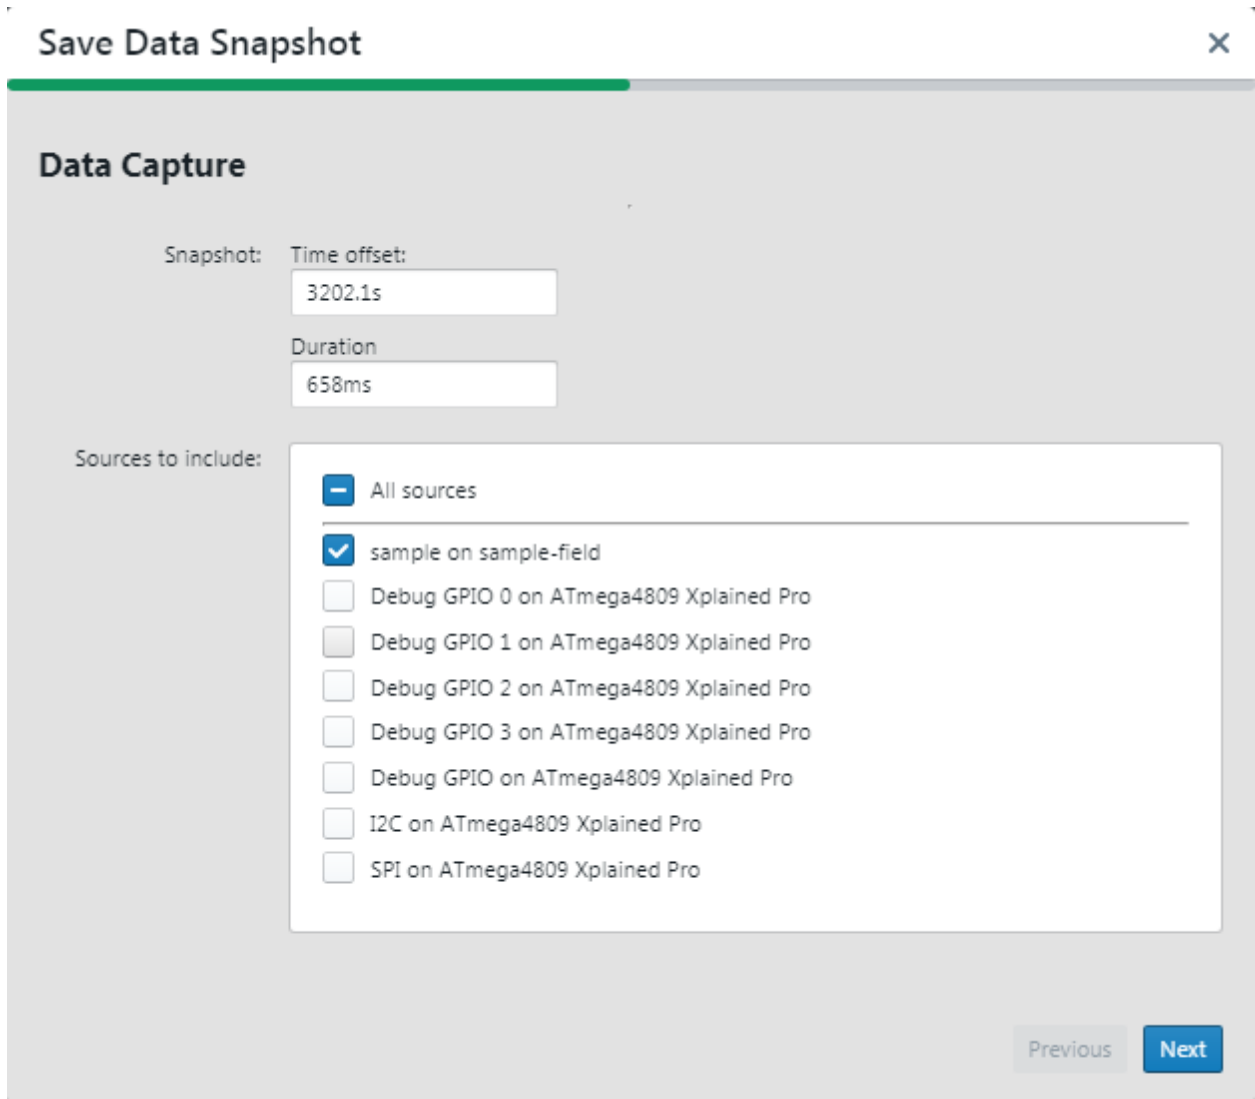 Save Data Snapshot
Data Capture
Snapshot:
Time offset:
3202.1s
Duration
658ms
Sources to include:
All sources
sample on sample-field
Debug GPIO 0 on ATmega4809 Xplained Pro
Debug GPIO 1 on ATmega4809 Xplained Pro
Debug GPIO 2 on ATmega4809 Xplained Pro
Debug GPIO 3 on ATmega4809 Xplained Pro
Debug GPIO on ATmega4809 Xplained Pro
I2C on ATmega4809 Xplained Pro
SPI on ATmega4809 Xplained Pro
Previous
Next